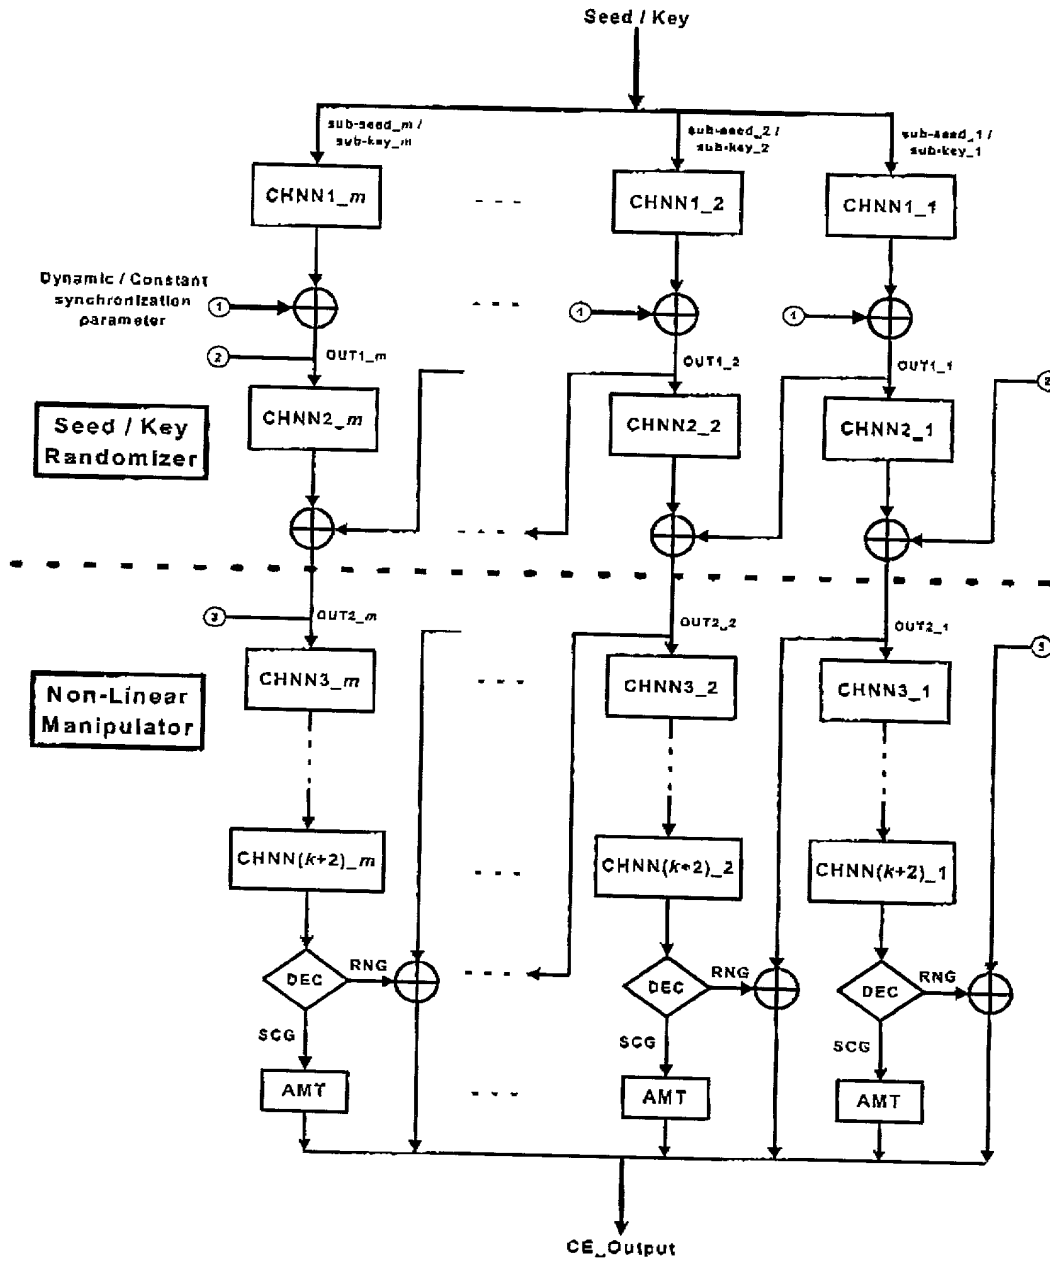 Seed / Key
sub-seed_m /
sub-key_m
sub-seed_2 /
sub-key_2
sub-seed_1 /
sub-key_1
CHNN1_m
CHNN1_2
CHNN1_1
Dynamic / Constant
synchronization
parameter
1
1
1
2
OUT1_m
OUT1_2
OUT1_1
2
CHNN2_m
CHNN2_2
CHNN2_1
Seed / Key
Randomizer
3
OUT2_m
OUT2_2
OUT2_1
3
CHNN3_m
CHNN3_2
CHNN3_1
Non-Linear
Manipulator
CHNN(k+2)_m
CHNN(k+2)_2
CHNN(k+2)_1
DEC
RNG
DEC
RNG
DEC
RNG
SCG
SCG
SCG
AMT
AMT
AMT
CE_Output